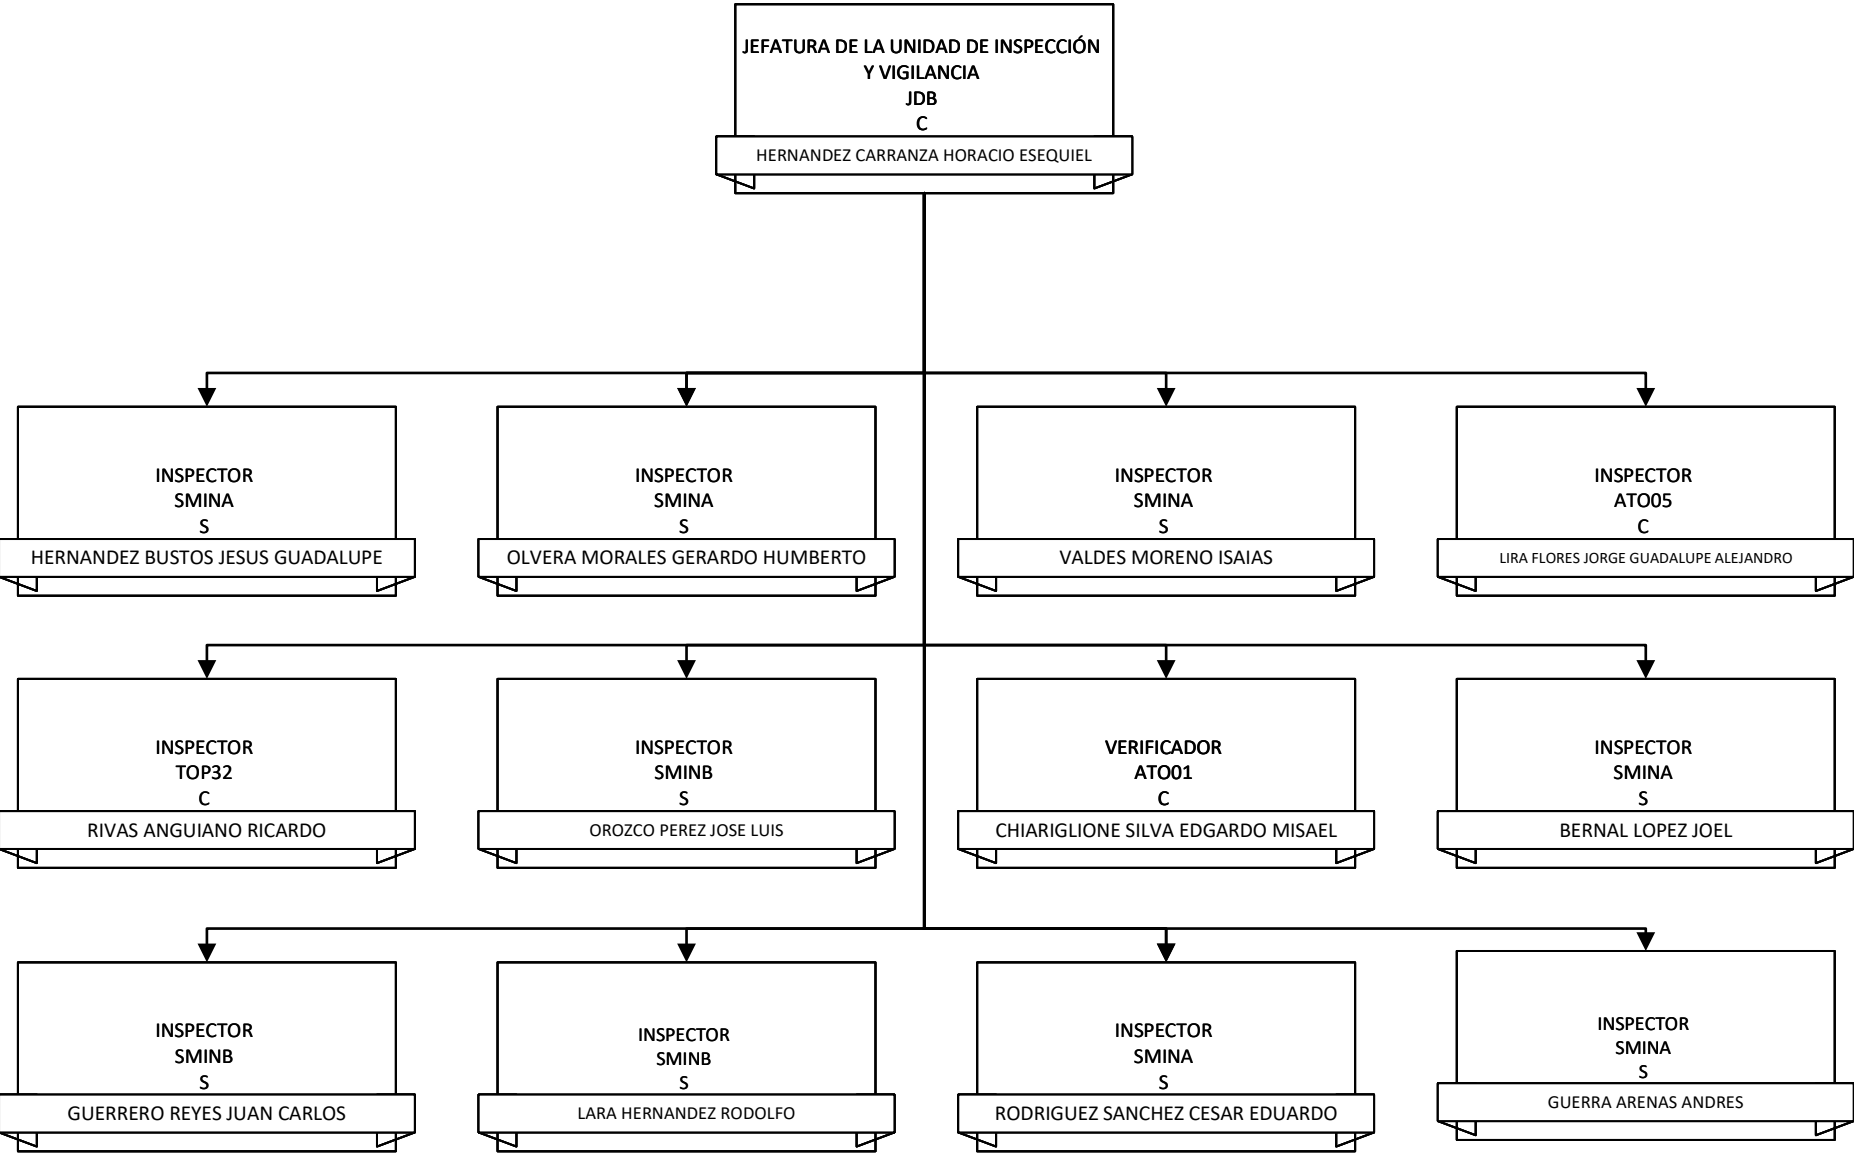 JEFATURA DE LA UNIDAD DE INSPECCIÓN
Y VIGILANCIA
JDB
C
HERNANDEZ CARRANZA HORACIO ESEQUIEL
INSPECTOR
SMINA
S
HERNANDEZ BUSTOS JESUS GUADALUPE
INSPECTOR
SMINA
S
OLVERA MORALES GERARDO HUMBERTO
INSPECTOR
SMINA
S
VALDES MORENO ISAIAS
INSPECTOR
ATO05
C
LIRA FLORES JORGE GUADALUPE ALEJANDRO
INSPECTOR
TOP32
C
RIVAS ANGUIANO RICARDO
INSPECTOR
SMINB
S
OROZCO PEREZ JOSE LUIS
VERIFICADOR
ATO01
C
CHIARIGLIONE SILVA EDGARDO MISAEL
INSPECTOR
SMINA
S
BERNAL LOPEZ JOEL
INSPECTOR
SMINB
S
GUERRERO REYES JUAN CARLOS
INSPECTOR
SMINB
S
LARA HERNANDEZ RODOLFO
INSPECTOR
SMINA
S
RODRIGUEZ SANCHEZ CESAR EDUARDO
INSPECTOR
SMINA
S
GUERRA ARENAS ANDRES